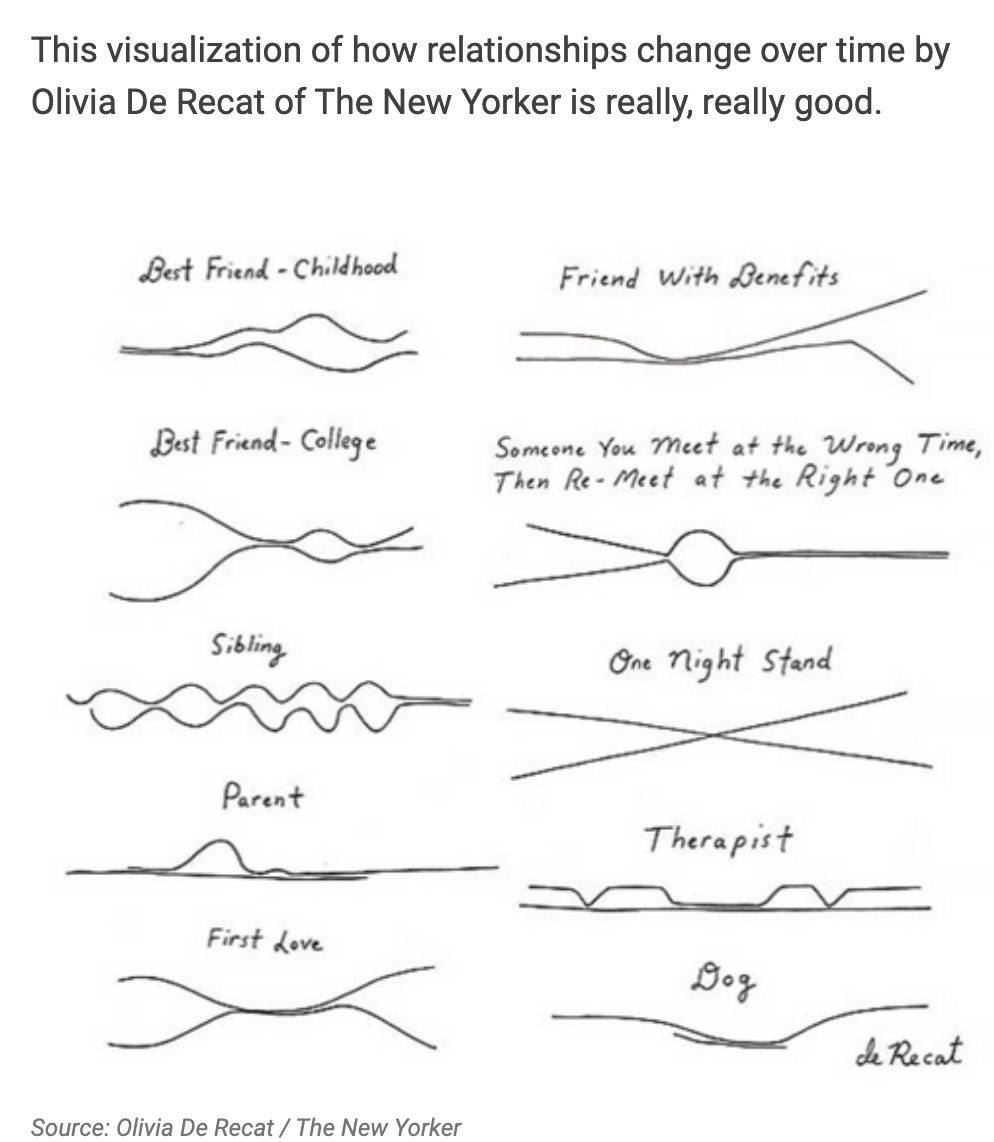 This visualization of how relationships change over time by
Olivia De Recat of The New Yorker is really, really good.
Best Friend - Childhood
Friend With Benefits
Best Friend - College
Someone You Meet at the Wrong Time,
Then Re-Meet at the Right One
Sibling
One Night Stand
Parent
Therapist
First Love
Dog
de Recat
Source: Olivia De Recat / The New Yorker